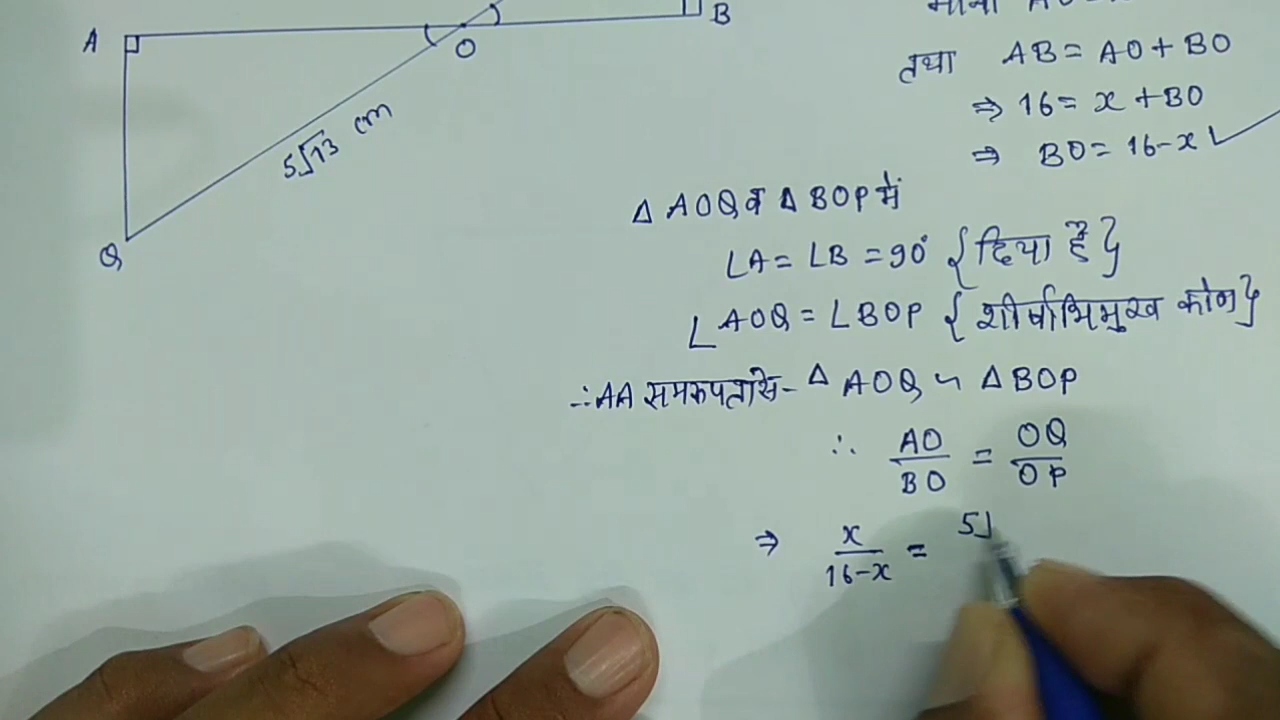 A
O
B
5√13 cm
Q
माना
तथा AB = AO + BO
⇒ 16 = x + BO
⇒ BO = 16-x
Δ AOQ व Δ BOP में
∠A = ∠B = 90° {दिया है}
∠AOQ = ∠BOP {शीर्षाभिमुख कोण}
∴ AA समरूपता से - Δ AOQ ~ Δ BOP
∴ AO/BO = OQ/OP
⇒ x/16-x = 5√